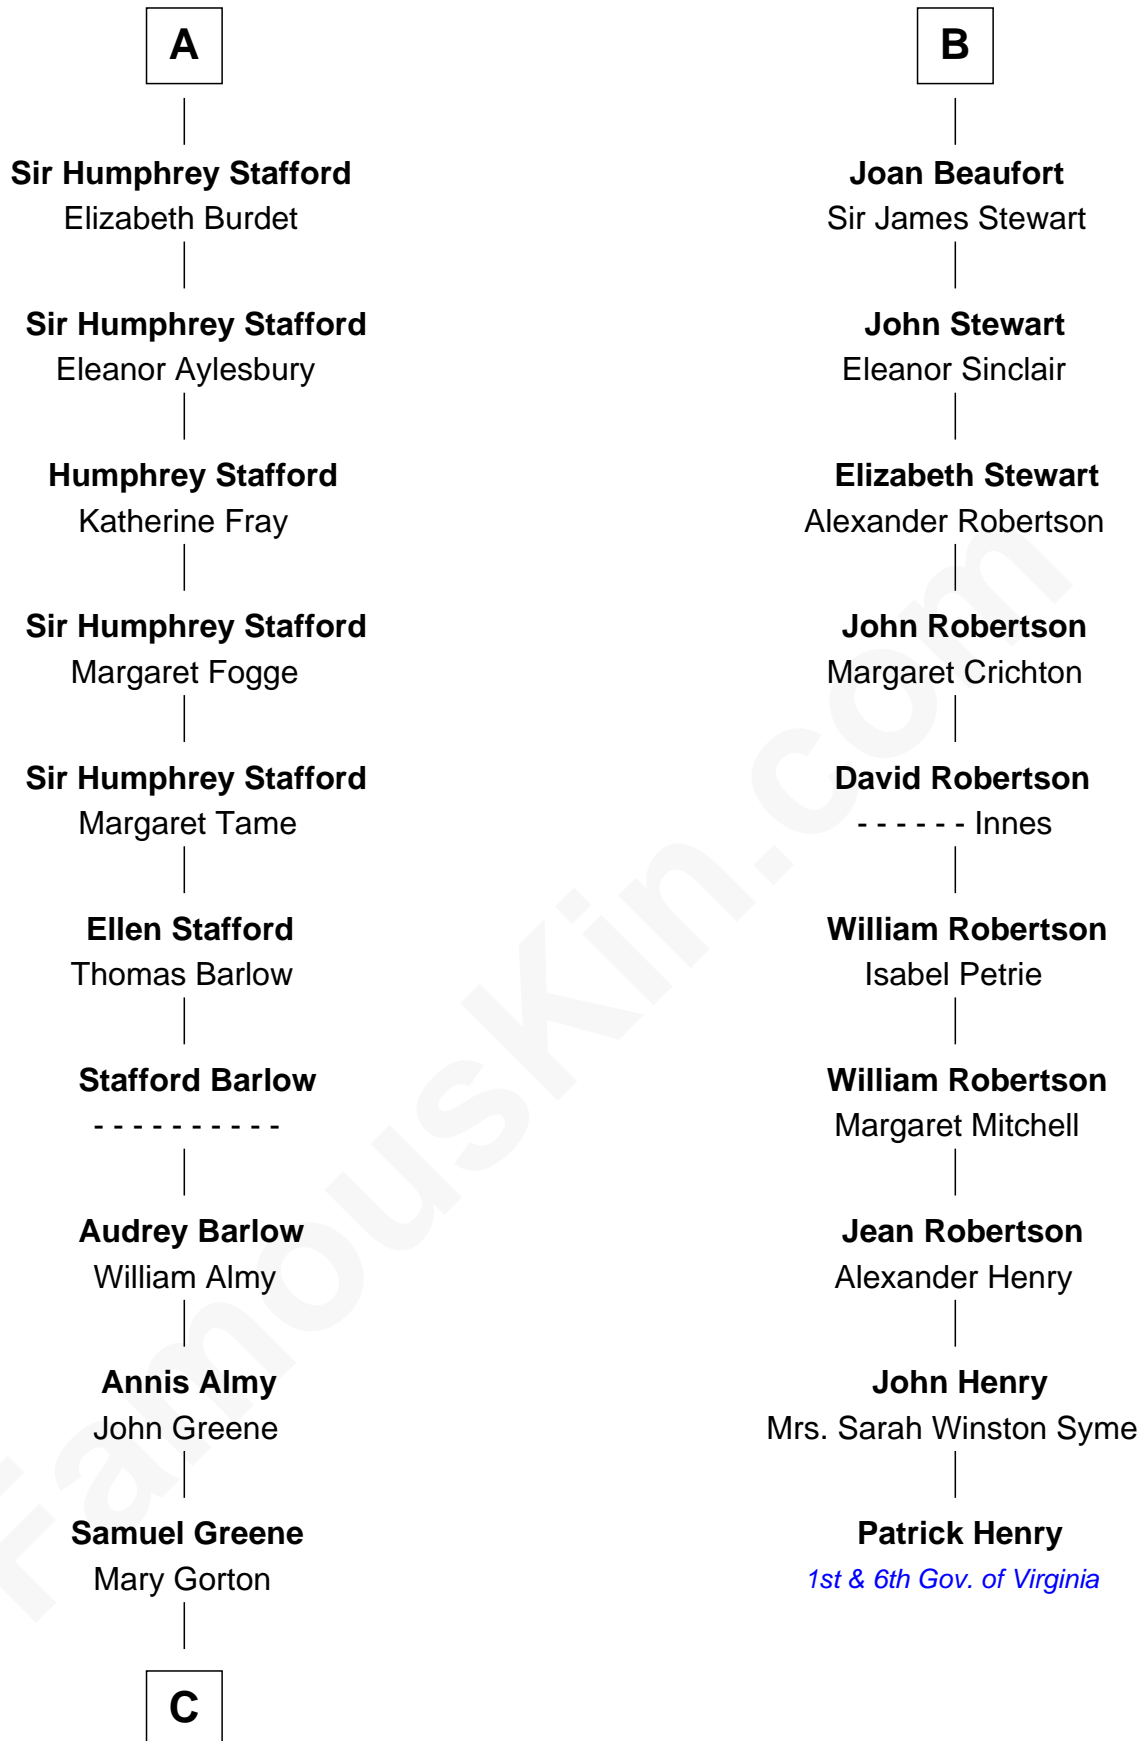 A
Sir Humphrey Stafford
Elizabeth Burdet
Sir Humphrey Stafford
Eleanor Aylesbury
Humphrey Stafford
Katherine Fray
Sir Humphrey Stafford
Margaret Fogge
Sir Humphrey Stafford
Margaret Tame
Ellen Stafford
Thomas Barlow
Stafford Barlow
- - - - - - - - - -
Audrey Barlow
William Almy
Annis Almy
John Greene
Samuel Greene
Mary Gorton
C
B
Joan Beaufort
Sir James Stewart
John Stewart
Eleanor Sinclair
Elizabeth Stewart
Alexander Robertson
John Robertson
Margaret Crichton
David Robertson
- - - - - - Innes
William Robertson
Isabel Petrie
William Robertson
Margaret Mitchell
Jean Robertson
Alexander Henry
John Henry
Mrs. Sarah Winston Syme
Patrick Henry
1st & 6th Gov. of Virginia
FamousKin.com